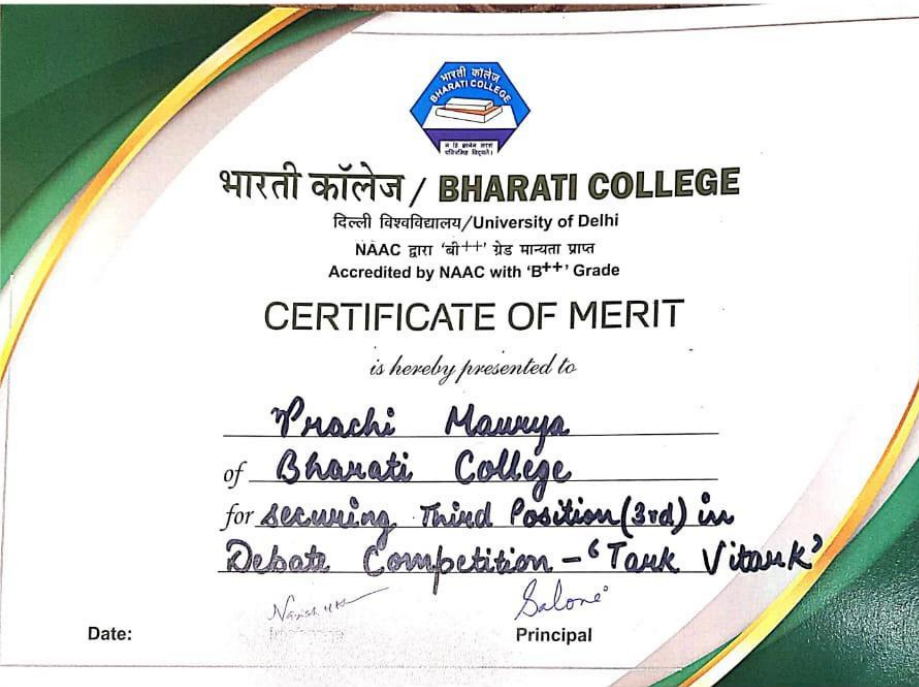 भारती कॉलेज
BHARATI COLLEGE
भारती कॉलेज / BHARATI COLLEGE
दिल्ली विश्वविद्यालय/University of Delhi
NAAC द्वारा ‘बी++’ ग्रेड मान्यता प्राप्त
Accredited by NAAC with ‘B++’ Grade
CERTIFICATE OF MERIT
is hereby presented to
Prachi Maurya
of Bharati College
for securing Third Position (3rd) in
Debate Competition - ‘Tark Vitark’
Saloni
Date: Principal